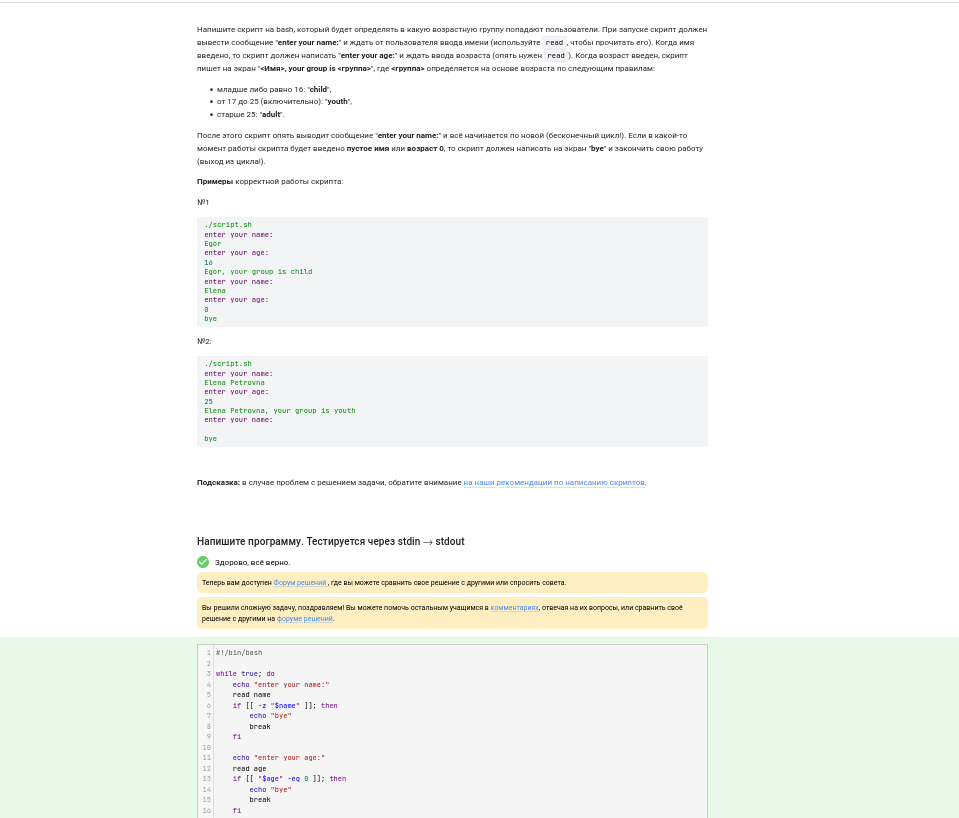 Напишите скрипт на bash, который будет определять в какую возрастную группу попадают пользователи. При запуске скрипт должен
вывести сообщение "enter your name:" и ждать от пользователя ввода имени (используйте read, чтобы прочитать его). Когда имя
введено, то скрипт должен написать "enter your age:" и ждать ввода возраста (опять нужен read). Когда возраст введен, скрипт
пишет на экран "<Имя>, your group is <группа>", где <группа> определяется на основе возраста по следующим правилам:
• младше либо равно 16: "child",
• от 17 до 25 (включительно): "youth",
• старше 25: "adult".
После этого скрипт опять выводит сообщение "enter your name:" и всё начинается по новой (бесконечный цикл!). Если в какой-то
момент работы скрипта будет введено пустое имя или возраст 0, то скрипт должен написать на экран "bye" и закончить свою работу
(выход из цикла!).
Примеры корректной работы скрипта:
№1
./script.sh
enter your name:
Egor
enter your age:
16
Egor, your group is child
enter your name:
Elena
enter your age:
0
bye
№2:
./script.sh
enter your name:
Elena Petrovna
enter your age:
25
Elena Petrovna, your group is youth
enter your name:
bye
Подсказка: в случае проблем с решением задачи, обратите внимание на наши рекомендации по написанию скриптов.
Напишите программу. Тестируется через stdin → stdout
Здорово, всё верно.
Теперь вам доступен Форум решений, где вы можете сравнить свое решение с другими или спросить совета.
Вы решили сложную задачу, поздравляем! Вы можете помочь остальным учащимся в комментариях, отвечая на их вопросы, или сравнить своё
решение с другими на форуме решений.
1 #!/bin/bash
2
3 while true; do
4     echo "enter your name:"
5     read name
6     if [[ -z "$name" ]]; then
7         echo "bye"
8         break
9     fi
10
11     echo "enter your age:"
12     read age
13     if [[ "$age" -eq 0 ]]; then
14         echo "bye"
15         break
16     fi